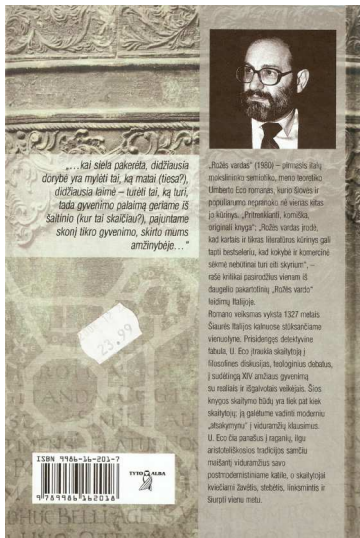 „...kai siela pakerėta, didžiausia
dorybė yra mylėti tai, ką matai (tiesa?),
didžiausia laimė – turėti tai, ką turi,
tada gyvenimo palaimą geriame iš
šaltinio (kur tai skaičiau?), pajuntame
skonį tikro gyvenimo, skirto mums
amžinybėje..."
23.99
„Rožės vardas" (1980) – pirmasis italų
mokslininko semiotiko, meno teoretiko
Umberto Eco romanas, kurio šlovės ir
populiarumo nepranoko nė vienas kitas
jo kūrinys. „Pritrenkianti, komiška,
originali knyga"; „Rožės vardas įrodė,
kad kartais ir tikras literatūros kūrinys gali
tapti bestseleriu, kad kokybė ir komercinė
sėkmė nebūtinai turi eiti skyrium", –
rašė kritikai pasirodžius vienam iš
daugelio pakartotinių „Rožės vardo"
leidimų Italijoje.
Romano veiksmas vyksta 1327 metais
Šiaurės Italijos kalnuose stūksančiame
vienuolyne. Prisidengęs detektyvine
fabula, U. Eco įtraukia skaitytoją į
filosofines diskusijas, teologinius debatus,
į sudėtingą XIV amžiaus gyvenimą
su realiais ir išgalvotais veikėjais. Šios
knygos skaitymo būdų yra tiek pat kiek
skaitytojų: ją galėtume vadinti moderniu
„atsakymynu" į viduramžių klausimus.
U. Eco čia panašus į raganių, ilgu
aristoteliškosios tradicijos samčiu
maišantį viduramžius savo
postmodernistiniame katile, o skaitytojai
kviečiami žavėtis, stebėtis, linksmintis ir
šiurpti vienu metu.
ISBN 9986-16-201-7
9 789986 162018
TYTO ALBA